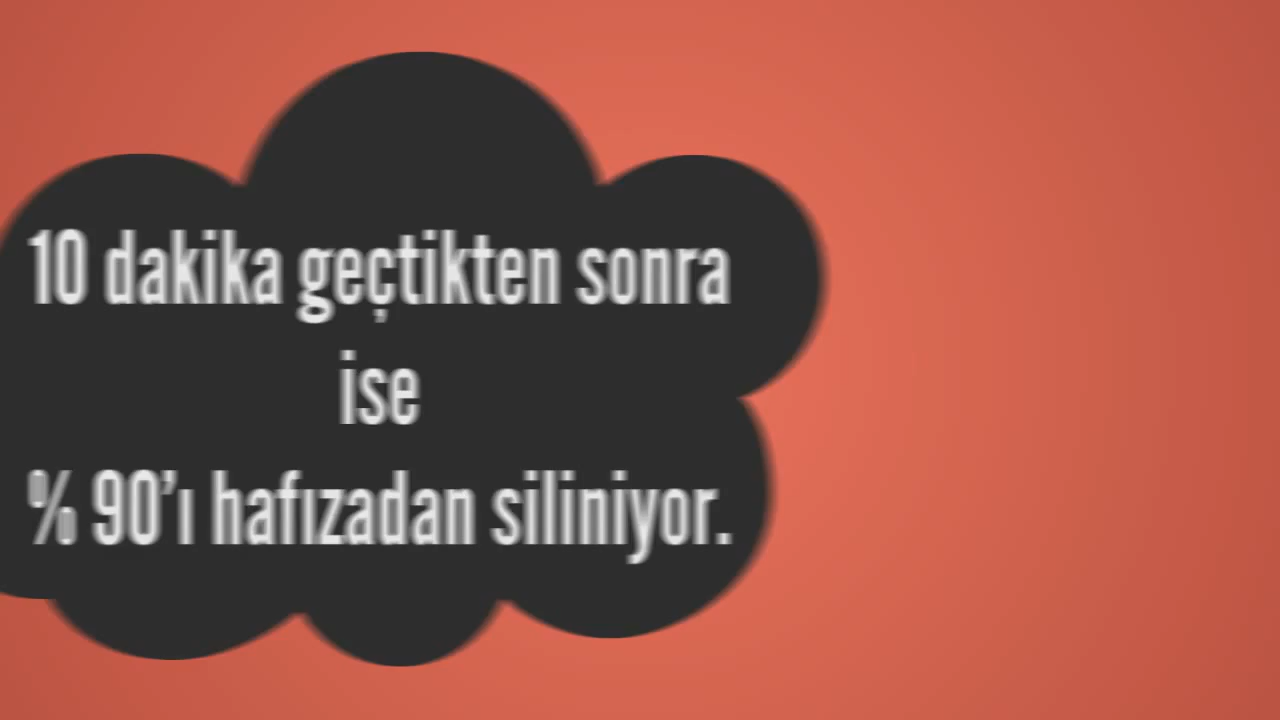 10 dakika geçtikten sonra
ise
% 90’ı hafızadan siliniyor.